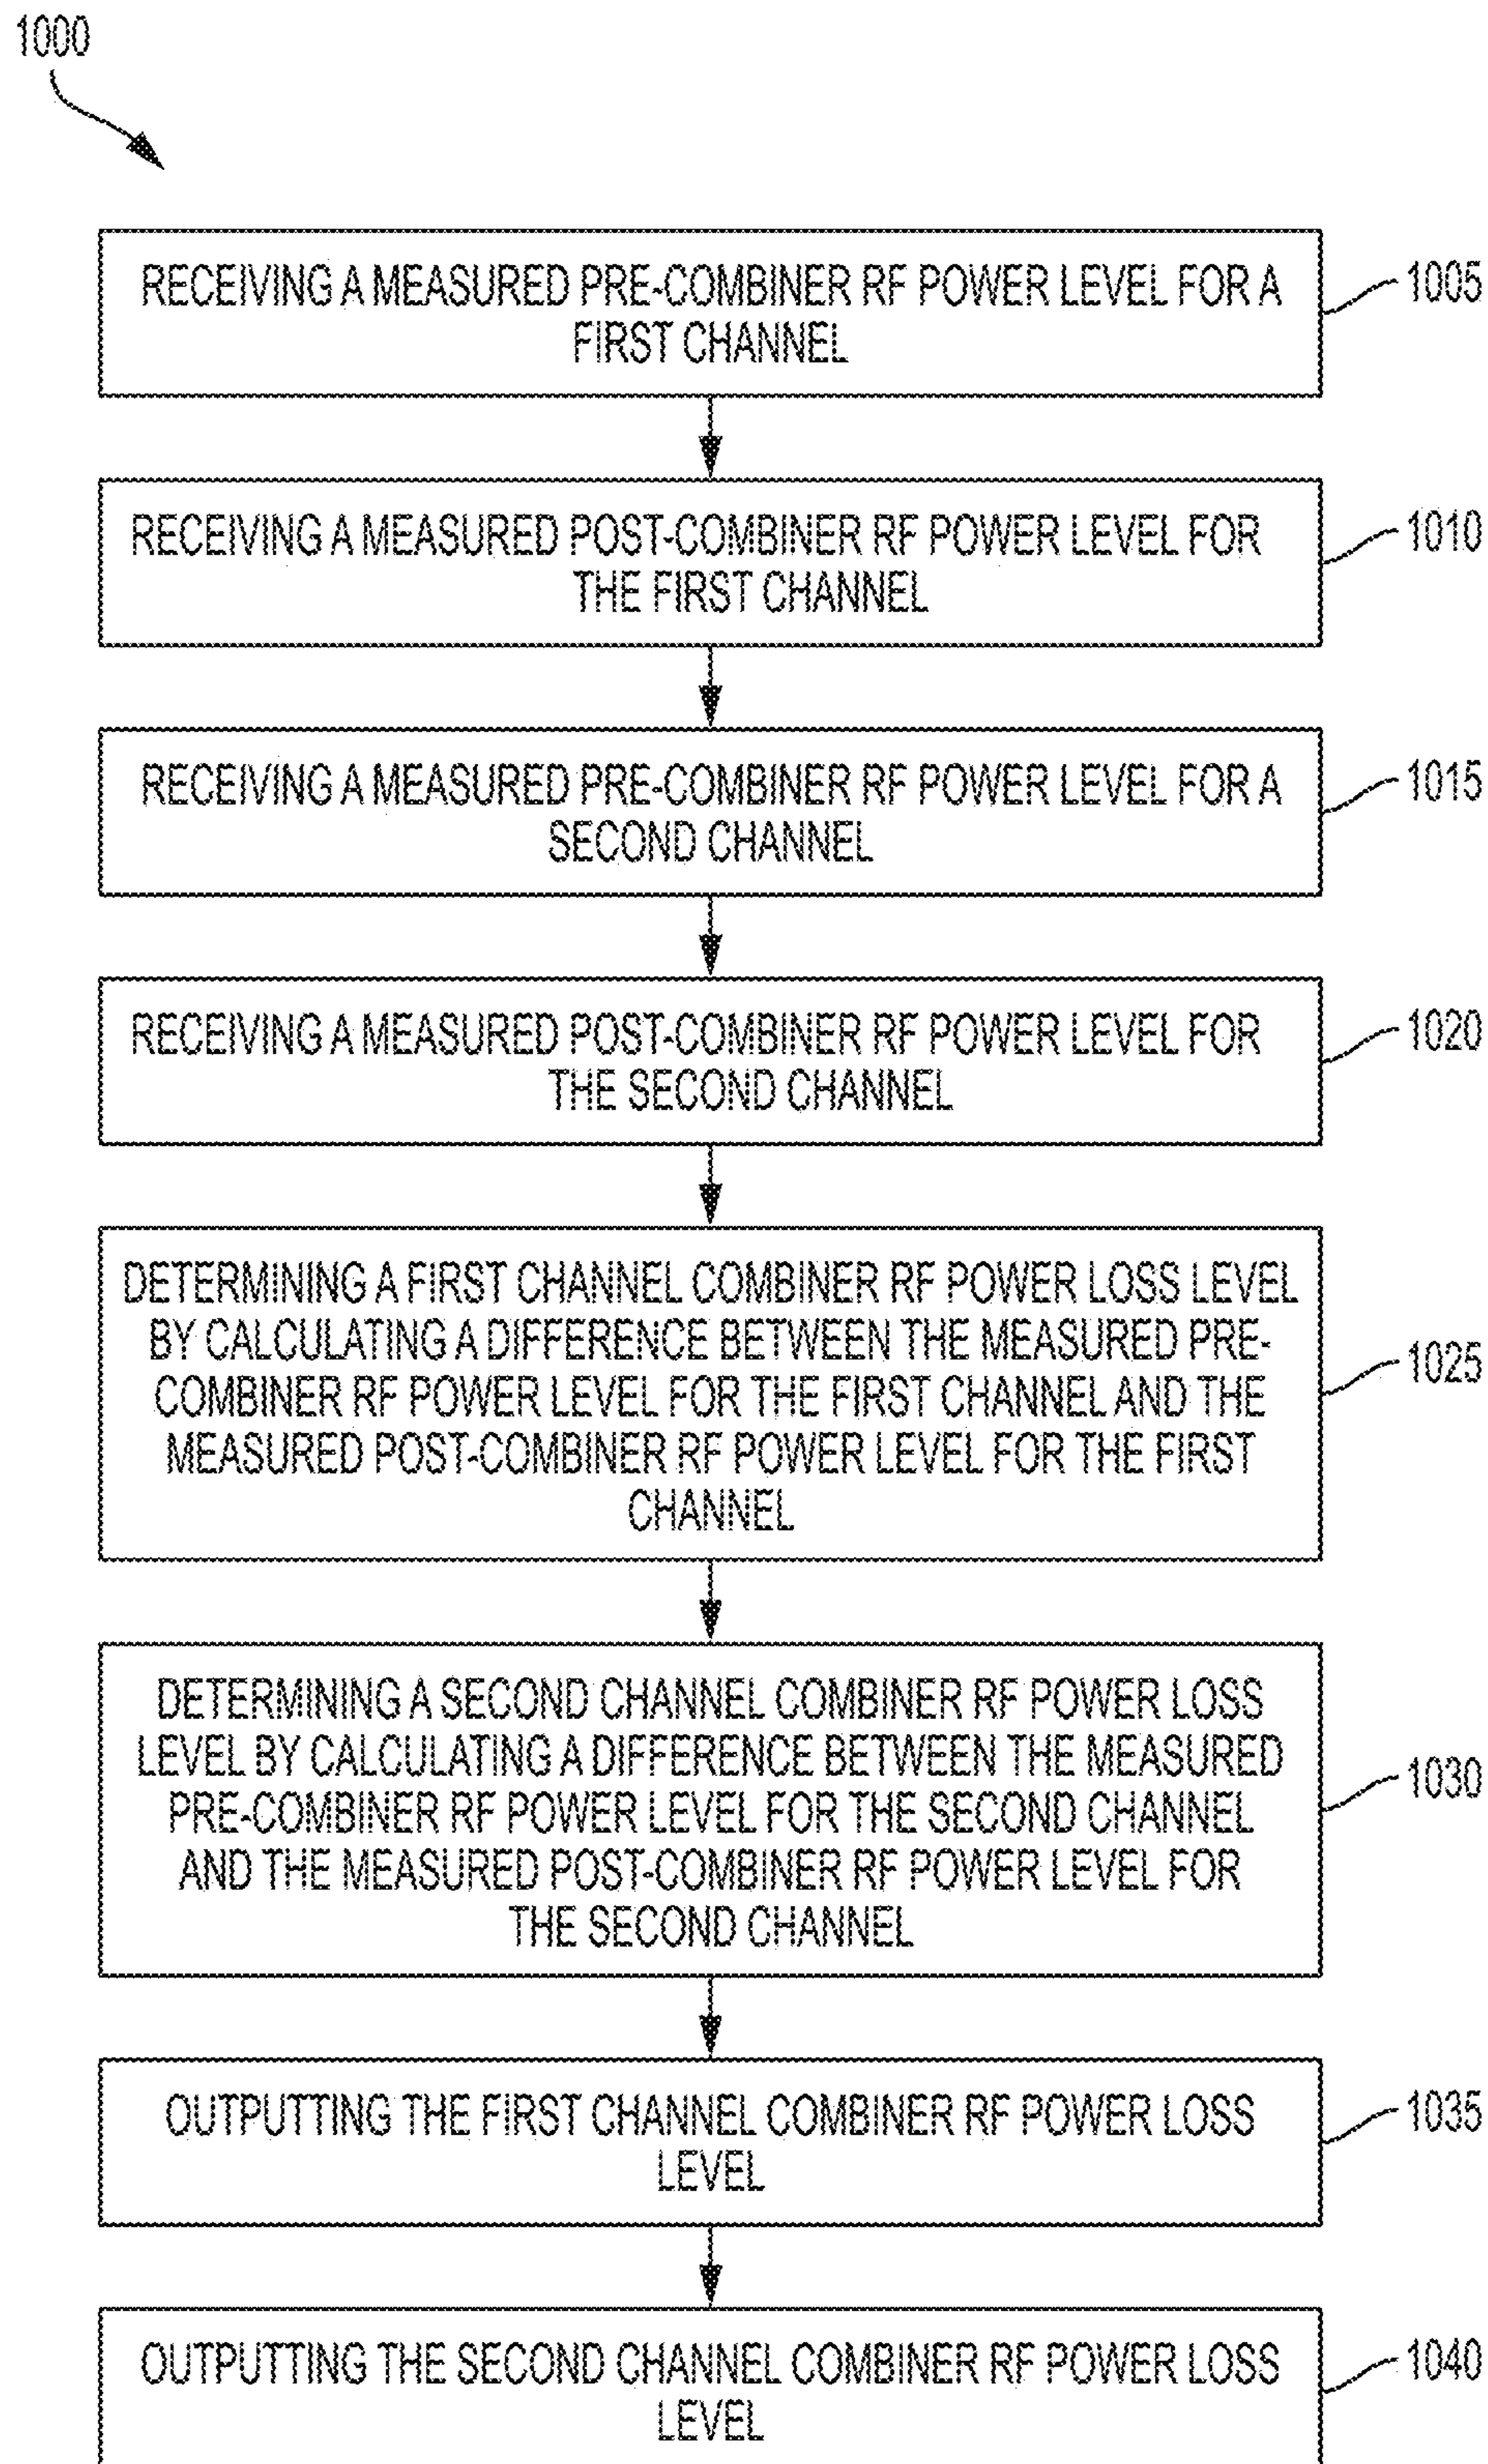 1000
RECEIVING A MEASURED PRE-COMBINER RF POWER LEVEL FOR A
FIRST CHANNEL
1005
RECEIVING A MEASURED POST-COMBINER RF POWER LEVEL FOR
THE FIRST CHANNEL
1010
RECEIVING A MEASURED PRE-COMBINER RF POWER LEVEL FOR A
SECOND CHANNEL
1015
RECEIVING A MEASURED POST-COMBINER RF POWER LEVEL FOR
THE SECOND CHANNEL
1020
DETERMINING A FIRST CHANNEL COMBINER RF POWER LOSS LEVEL
BY CALCULATING A DIFFERENCE BETWEEN THE MEASURED PRE-
COMBINER RF POWER LEVEL FOR THE FIRST CHANNEL AND THE
MEASURED POST-COMBINER RF POWER LEVEL FOR THE FIRST
CHANNEL
1025
DETERMINING A SECOND CHANNEL COMBINER RF POWER LOSS
LEVEL BY CALCULATING A DIFFERENCE BETWEEN THE MEASURED
PRE-COMBINER RF POWER LEVEL FOR THE SECOND CHANNEL
AND THE MEASURED POST-COMBINER RF POWER LEVEL FOR
THE SECOND CHANNEL
1030
OUTPUTTING THE FIRST CHANNEL COMBINER RF POWER LOSS
LEVEL
1035
OUTPUTTING THE SECOND CHANNEL COMBINER RF POWER LOSS
LEVEL
1040